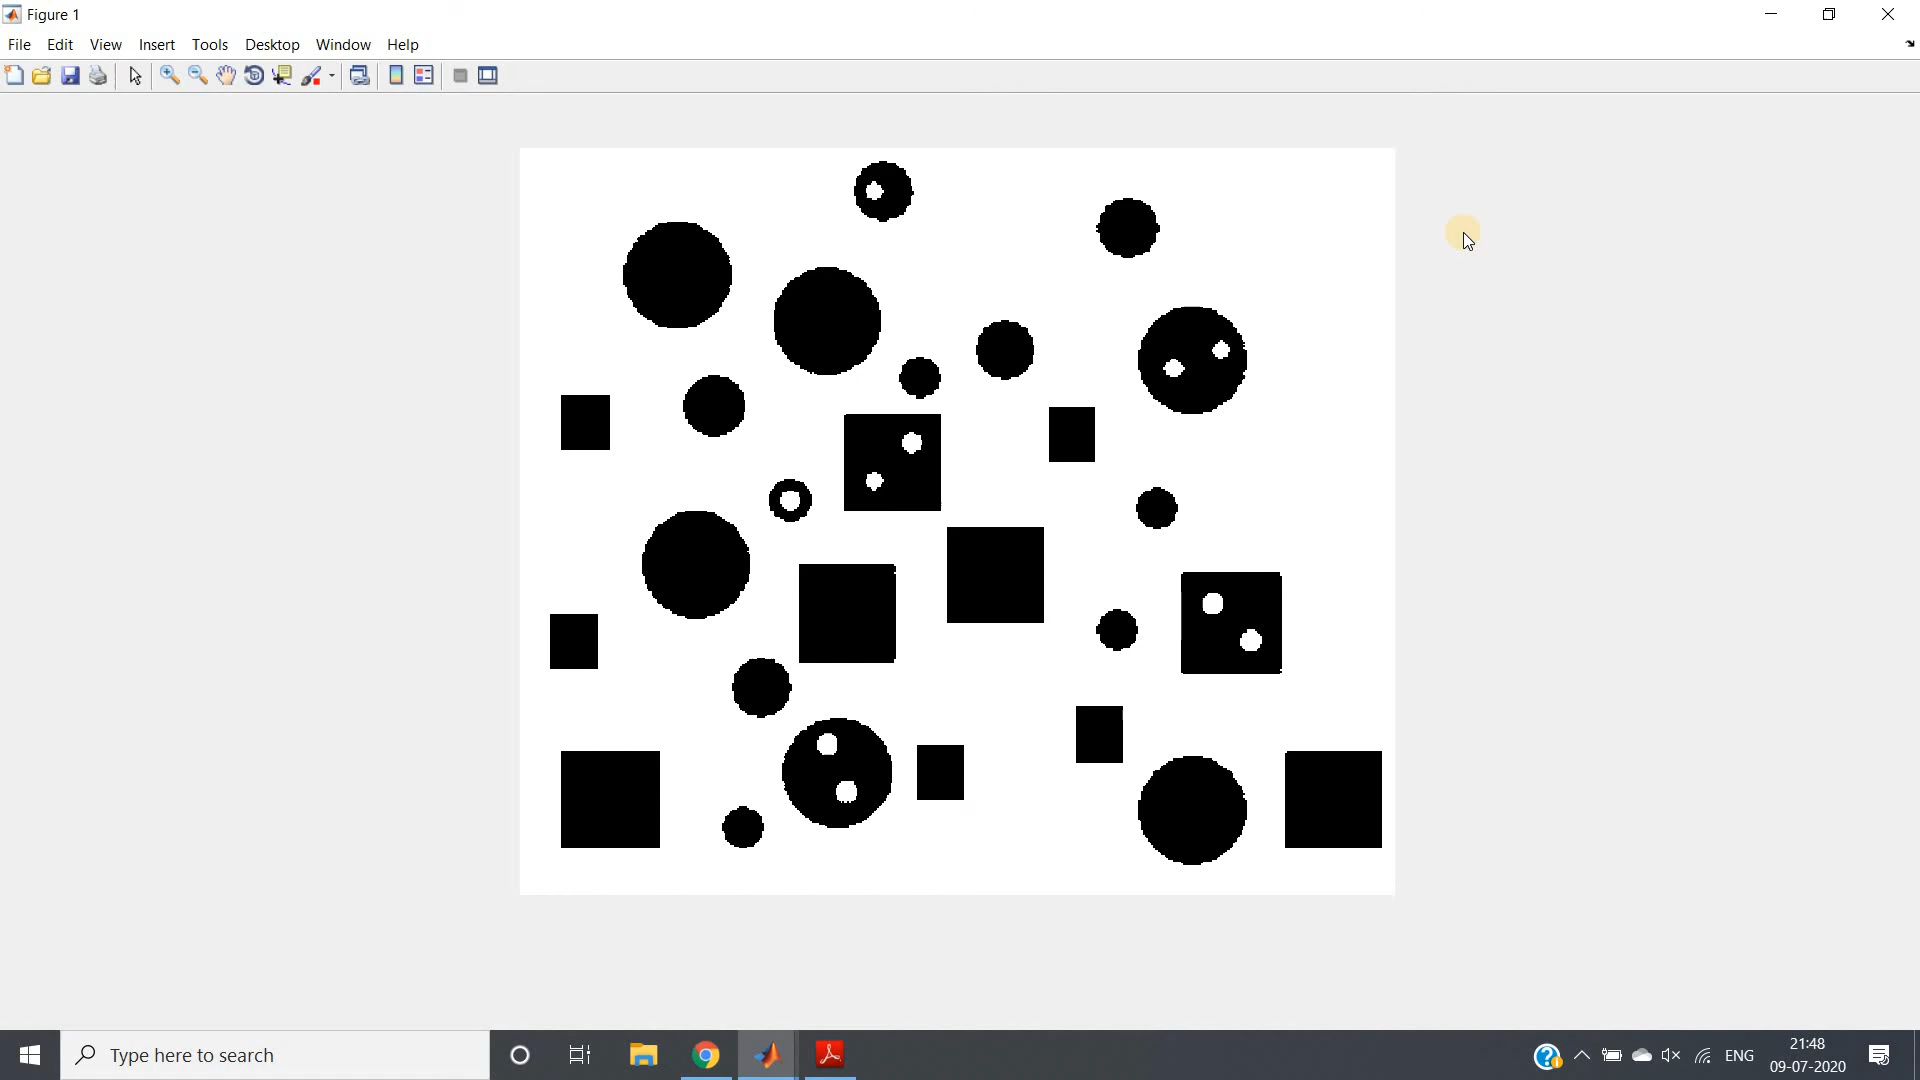 Figure 1
File Edit View Insert Tools Desktop Window Help
Type here to search
ENG
21:48
09-07-2020